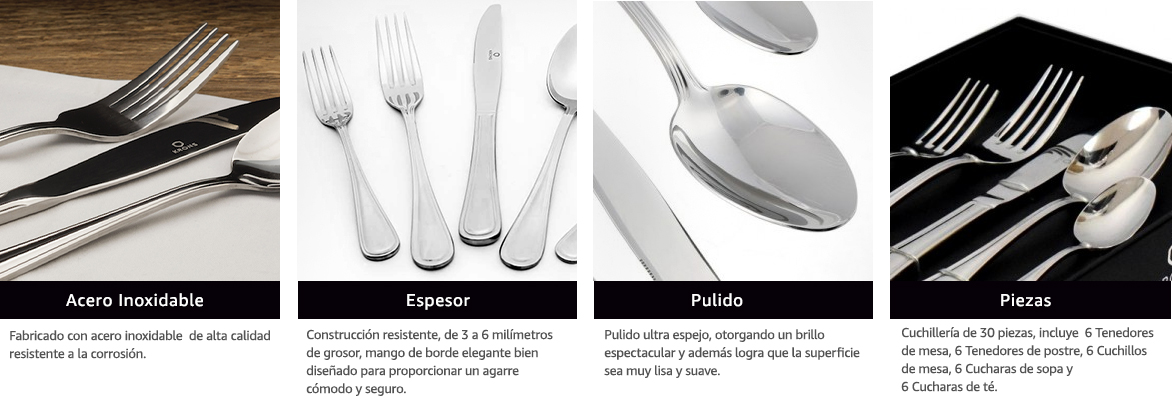 KRONS
KRONS
Acero Inoxidable
Fabricado con acero inoxidable de alta calidad
resistente a la corrosión.
Espesor
Construcción resistente, de 3 a 6 milímetros
de grosor, mango de borde elegante bien
diseñado para proporcionar un agarre
cómodo y seguro.
Pulido
Pulido ultra espejo, otorgando un brillo
espectacular y además logra que la superficie
sea muy lisa y suave.
Piezas
Cuchillería de 30 piezas, incluye 6 Tenedores
de mesa, 6 Tenedores de postre, 6 Cuchillos
de mesa, 6 Cucharas de sopa y
6 Cucharas de té.